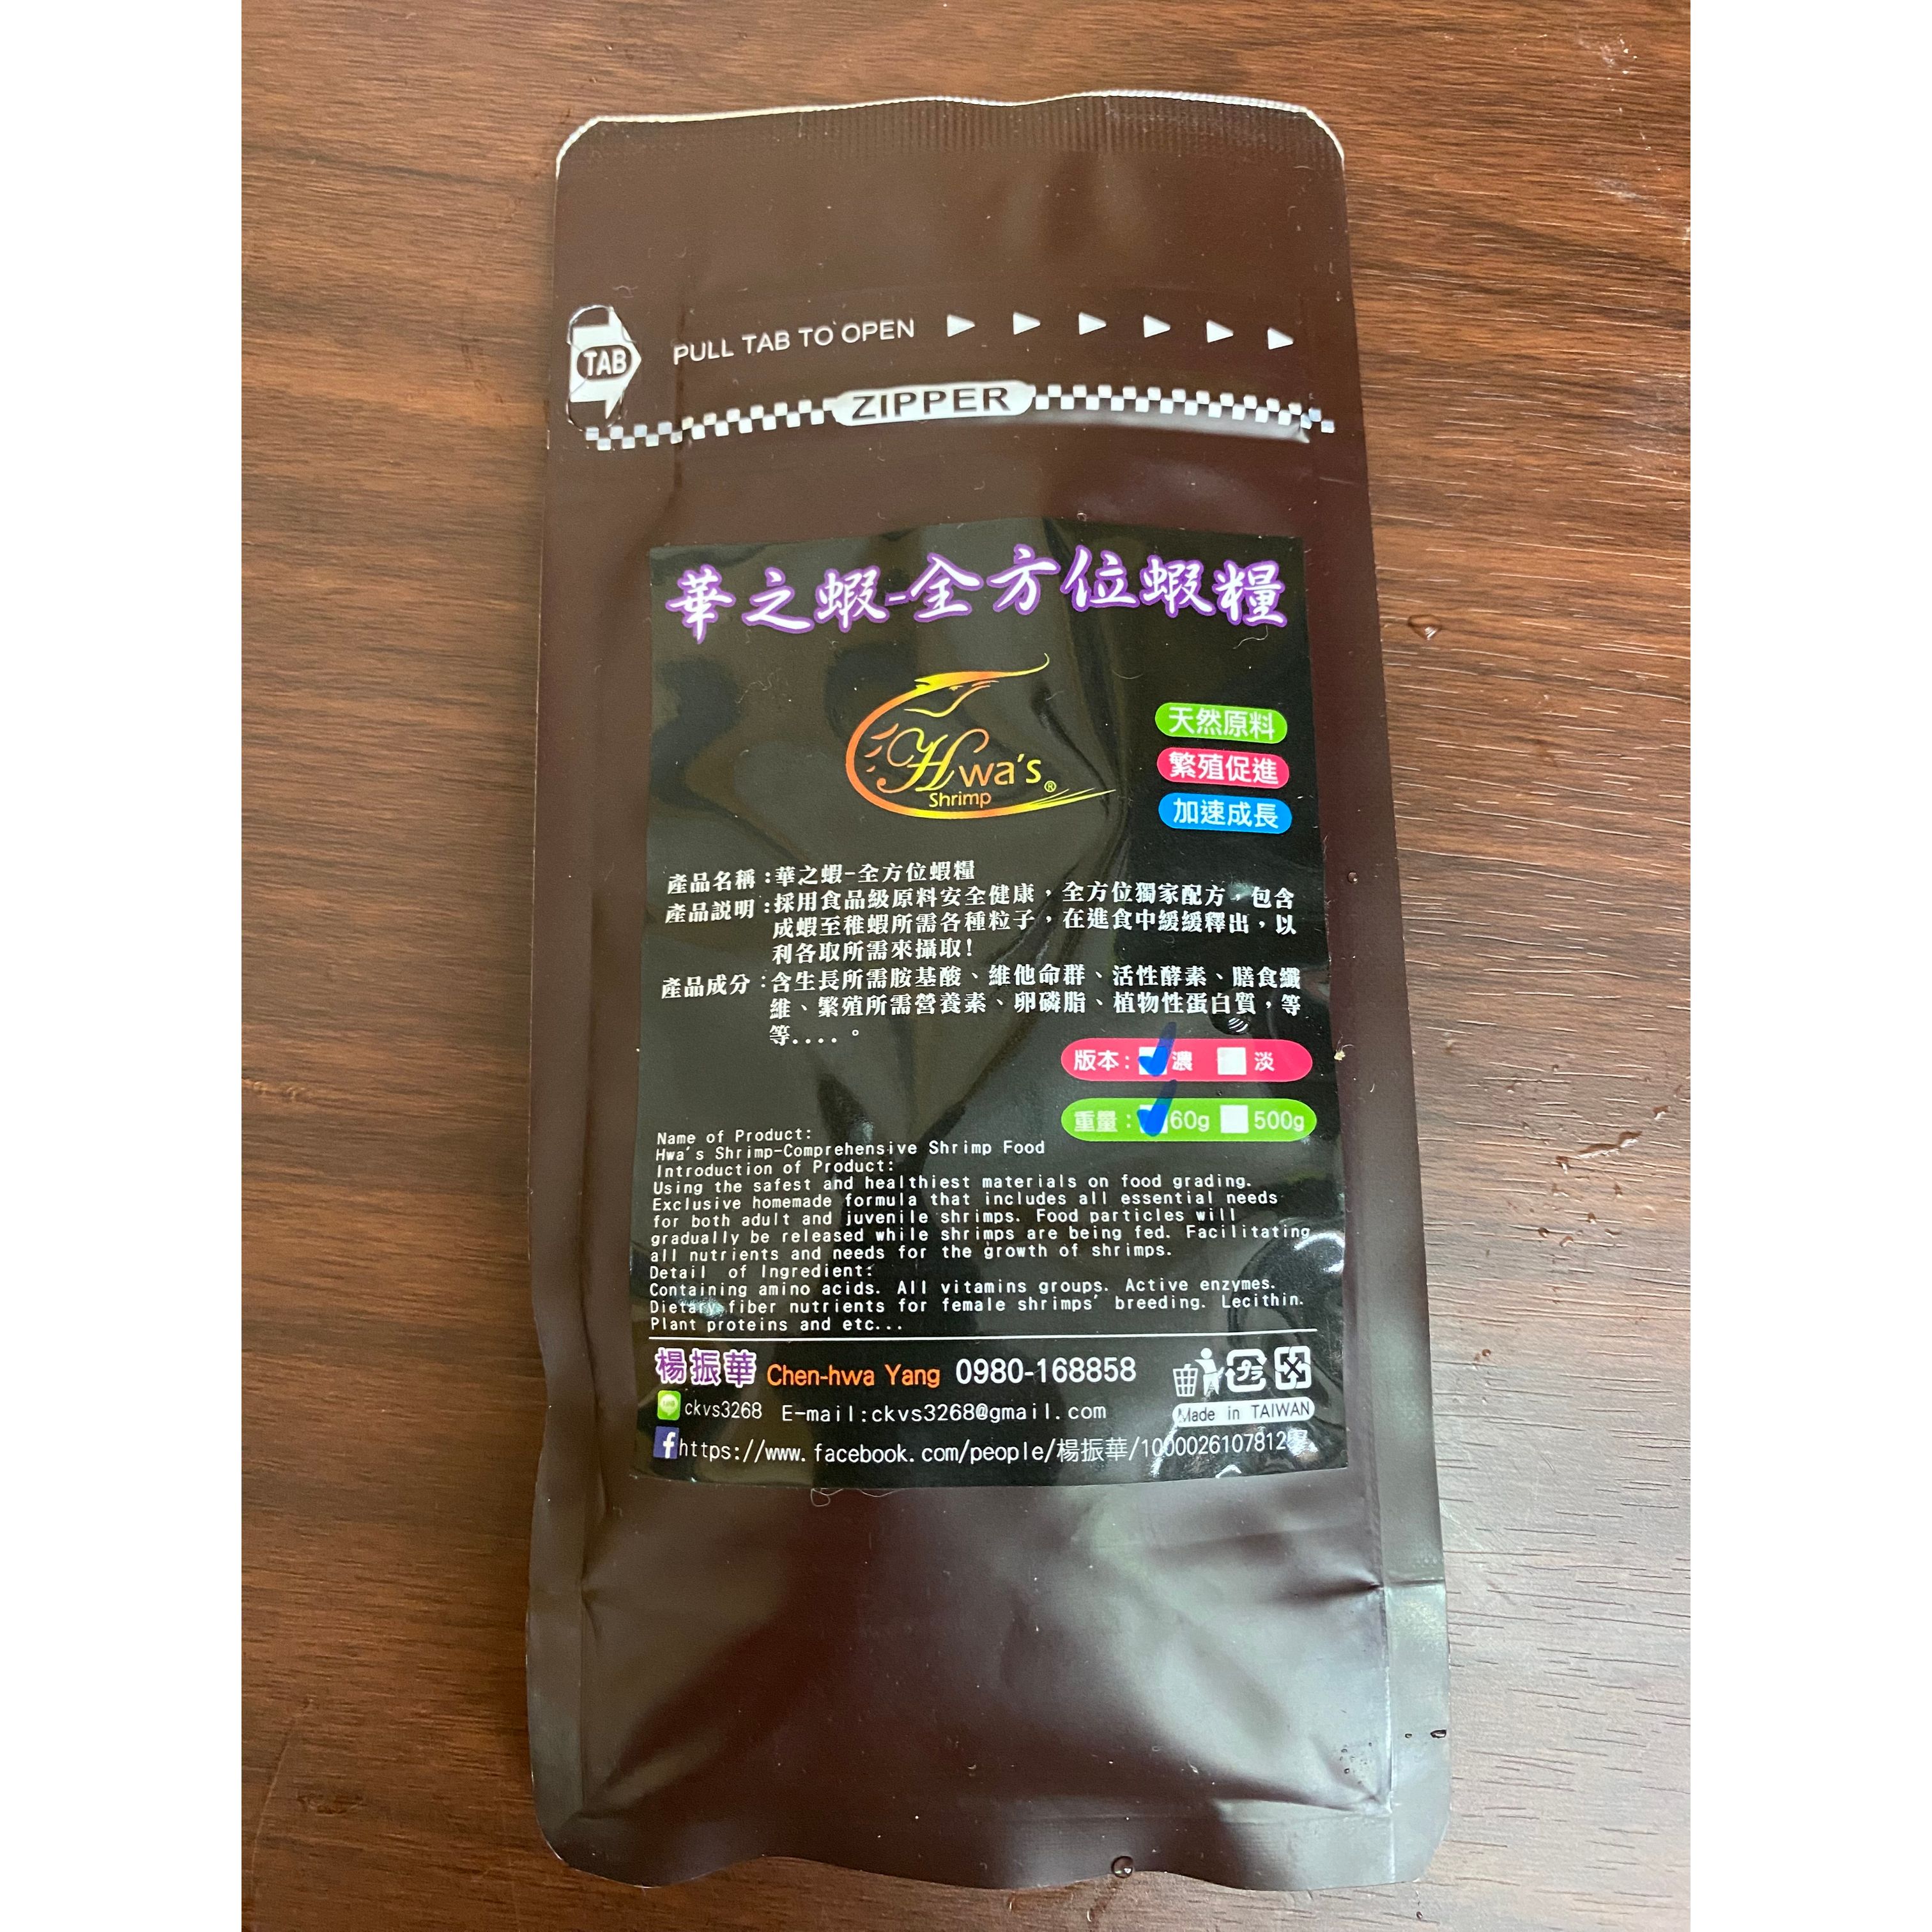 TAB
PULL TAB TO OPEN
ZIPPER
華之蝦-全方位蝦糧
Hwa's®
Shrimp
天然原料
繁殖促進
加速成長
產品名稱:華之蝦-全方位蝦糧
產品說明:採用食品級原料安全健康,全方位獨家配方,包含
成蝦至稚蝦所需各種粒子,在進食中緩緩釋出,以
利各取所需來攝取!
產品成分:含生長所需胺基酸、維他命群、活性酵素、膳食纖
維、繁殖所需營養素、卵磷脂、植物性蛋白質,等
等....。
版本: 濃 淡
重量: 60g 500g
Name of Product:
Hwa's Shrimp-Comprehensive Shrimp Food
Introduction of Product:
Using the safest and healthiest materials on food grading.
Exclusive homemade formula that includes all essential needs
for both adult and juvenile shrimps. Food particles will
gradually be released while shrimps are being fed. Facilitating
all nutrients and needs for the growth of shrimps.
Detail of Ingredient:
Containing amino acids. All vitamins groups. Active enzymes.
Dietary fiber nutrients for female shrimps' breeding. Lecithin.
Plant proteins and etc...
楊振華 Chen-hwa Yang 0980-168858
ckvs3268 E-mail:ckvs3268@gmail.com
Made in TAIWAN
https://www.facebook.com/people/楊振華/